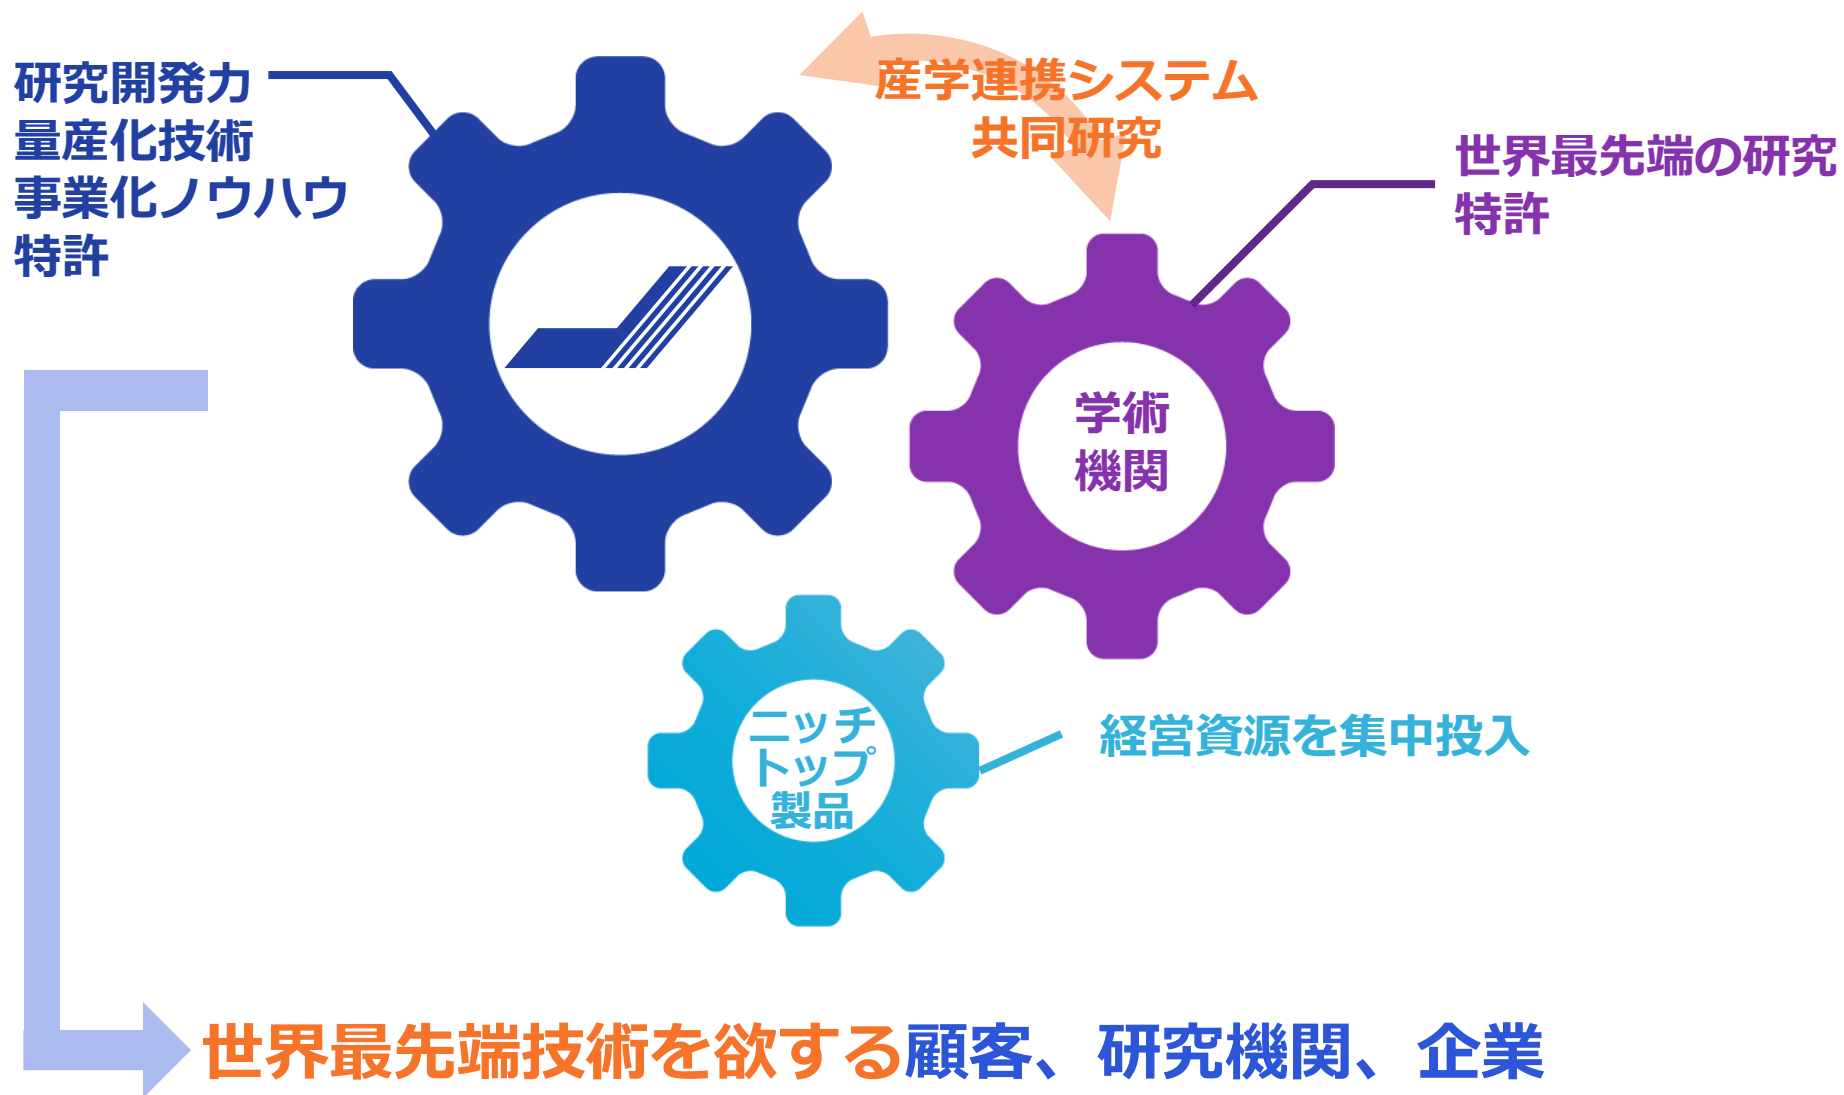 研究開発力
量産化技術
事業化ノウハウ
特許
産学連携システム
共同研究
世界最先端の研究
特許
学術
機関
ニッチ
トップ
製品
経営資源を集中投入
世界最先端技術を欲する顧客、研究機関、企業